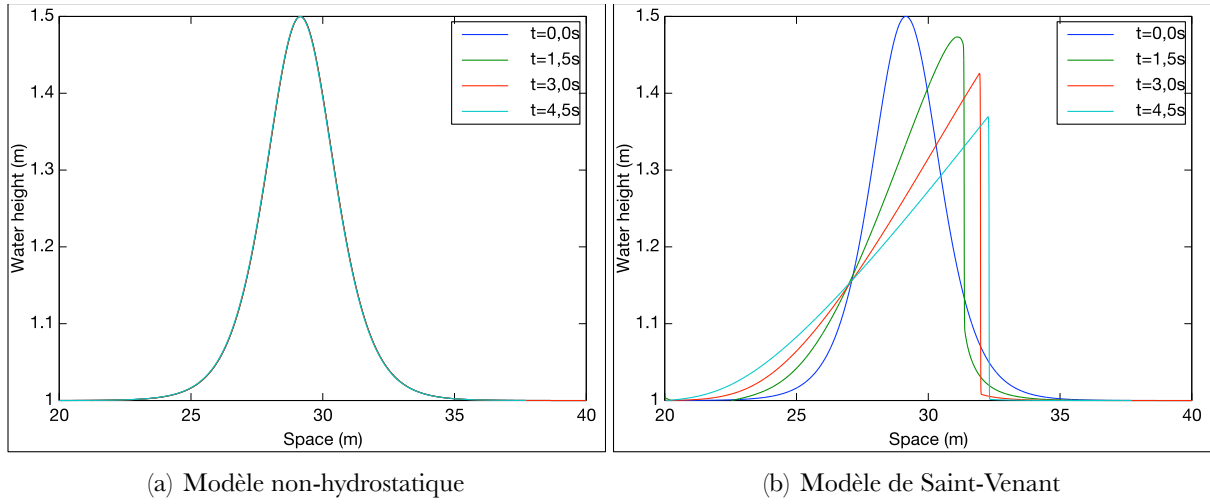 1.5
1.4
1.3
1.2
1.1
1
Water height (m)
20
25
30
35
40
Space (m)
t=0,0s
t=1,5s
t=3,0s
t=4,5s
(a) Modèle non-hydrostatique
1.5
1.4
1.3
1.2
1.1
1
Water height (m)
20
25
30
35
40
Space (m)
t=0,0s
t=1,5s
t=3,0s
t=4,5s
(b) Modèle de Saint-Venant